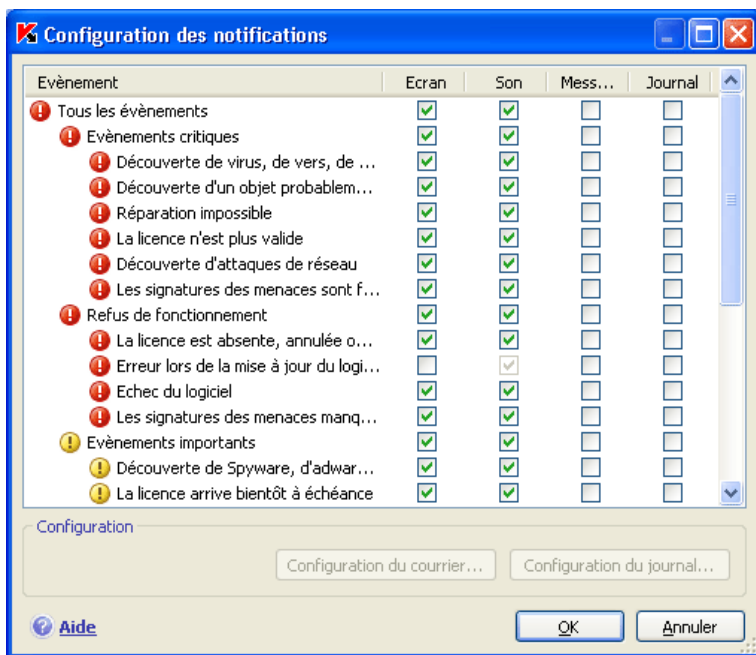 Configuration des notifications
Evènement Ecran Son Mess... Journal
Tous les évènements
Evènements critiques
Découverte de virus, de vers, de ...
Découverte d'un objet probablem...
Réparation impossible
La licence n'est plus valide
Découverte d'attaques de réseau
Les signatures des menaces sont f...
Refus de fonctionnement
La licence est absente, annulée o...
Erreur lors de la mise à jour du logi...
Echec du logiciel
Les signatures des menaces manq...
Evènements importants
Découverte de Spyware, d'adwar...
La licence arrive bientôt à échéance
Configuration
Configuration du courrier... Configuration du journal...
Aide OK Annuler